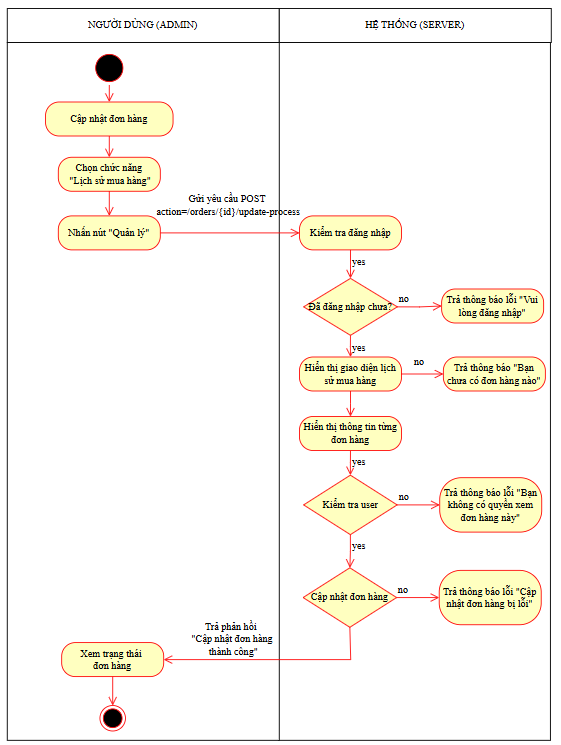 NGƯỜI DÙNG (ADMIN)
HỆ THỐNG (SERVER)
Cập nhật đơn hàng
Chọn chức năng
"Lịch sử mua hàng"
Nhấn nút "Quản lý"
Gửi yêu cầu POST
action=/orders/{id}/update-process
Kiểm tra đăng nhập
yes
Đã đăng nhập chưa?
no
Trả thông báo lỗi "Vui
lòng đăng nhập"
yes
Hiển thị giao diện lịch
sử mua hàng
no
Trả thông báo "Bạn
chưa có đơn hàng nào"
Hiển thị thông tin từng
đơn hàng
yes
Kiểm tra user
no
Trả thông báo lỗi "Bạn
không có quyền xem
đơn hàng này"
yes
Cập nhật đơn hàng
no
Trả thông báo lỗi "Cập
nhật đơn hàng bị lỗi"
Trả phản hồi
"Cập nhật đơn hàng
thành công"
Xem trạng thái
đơn hàng